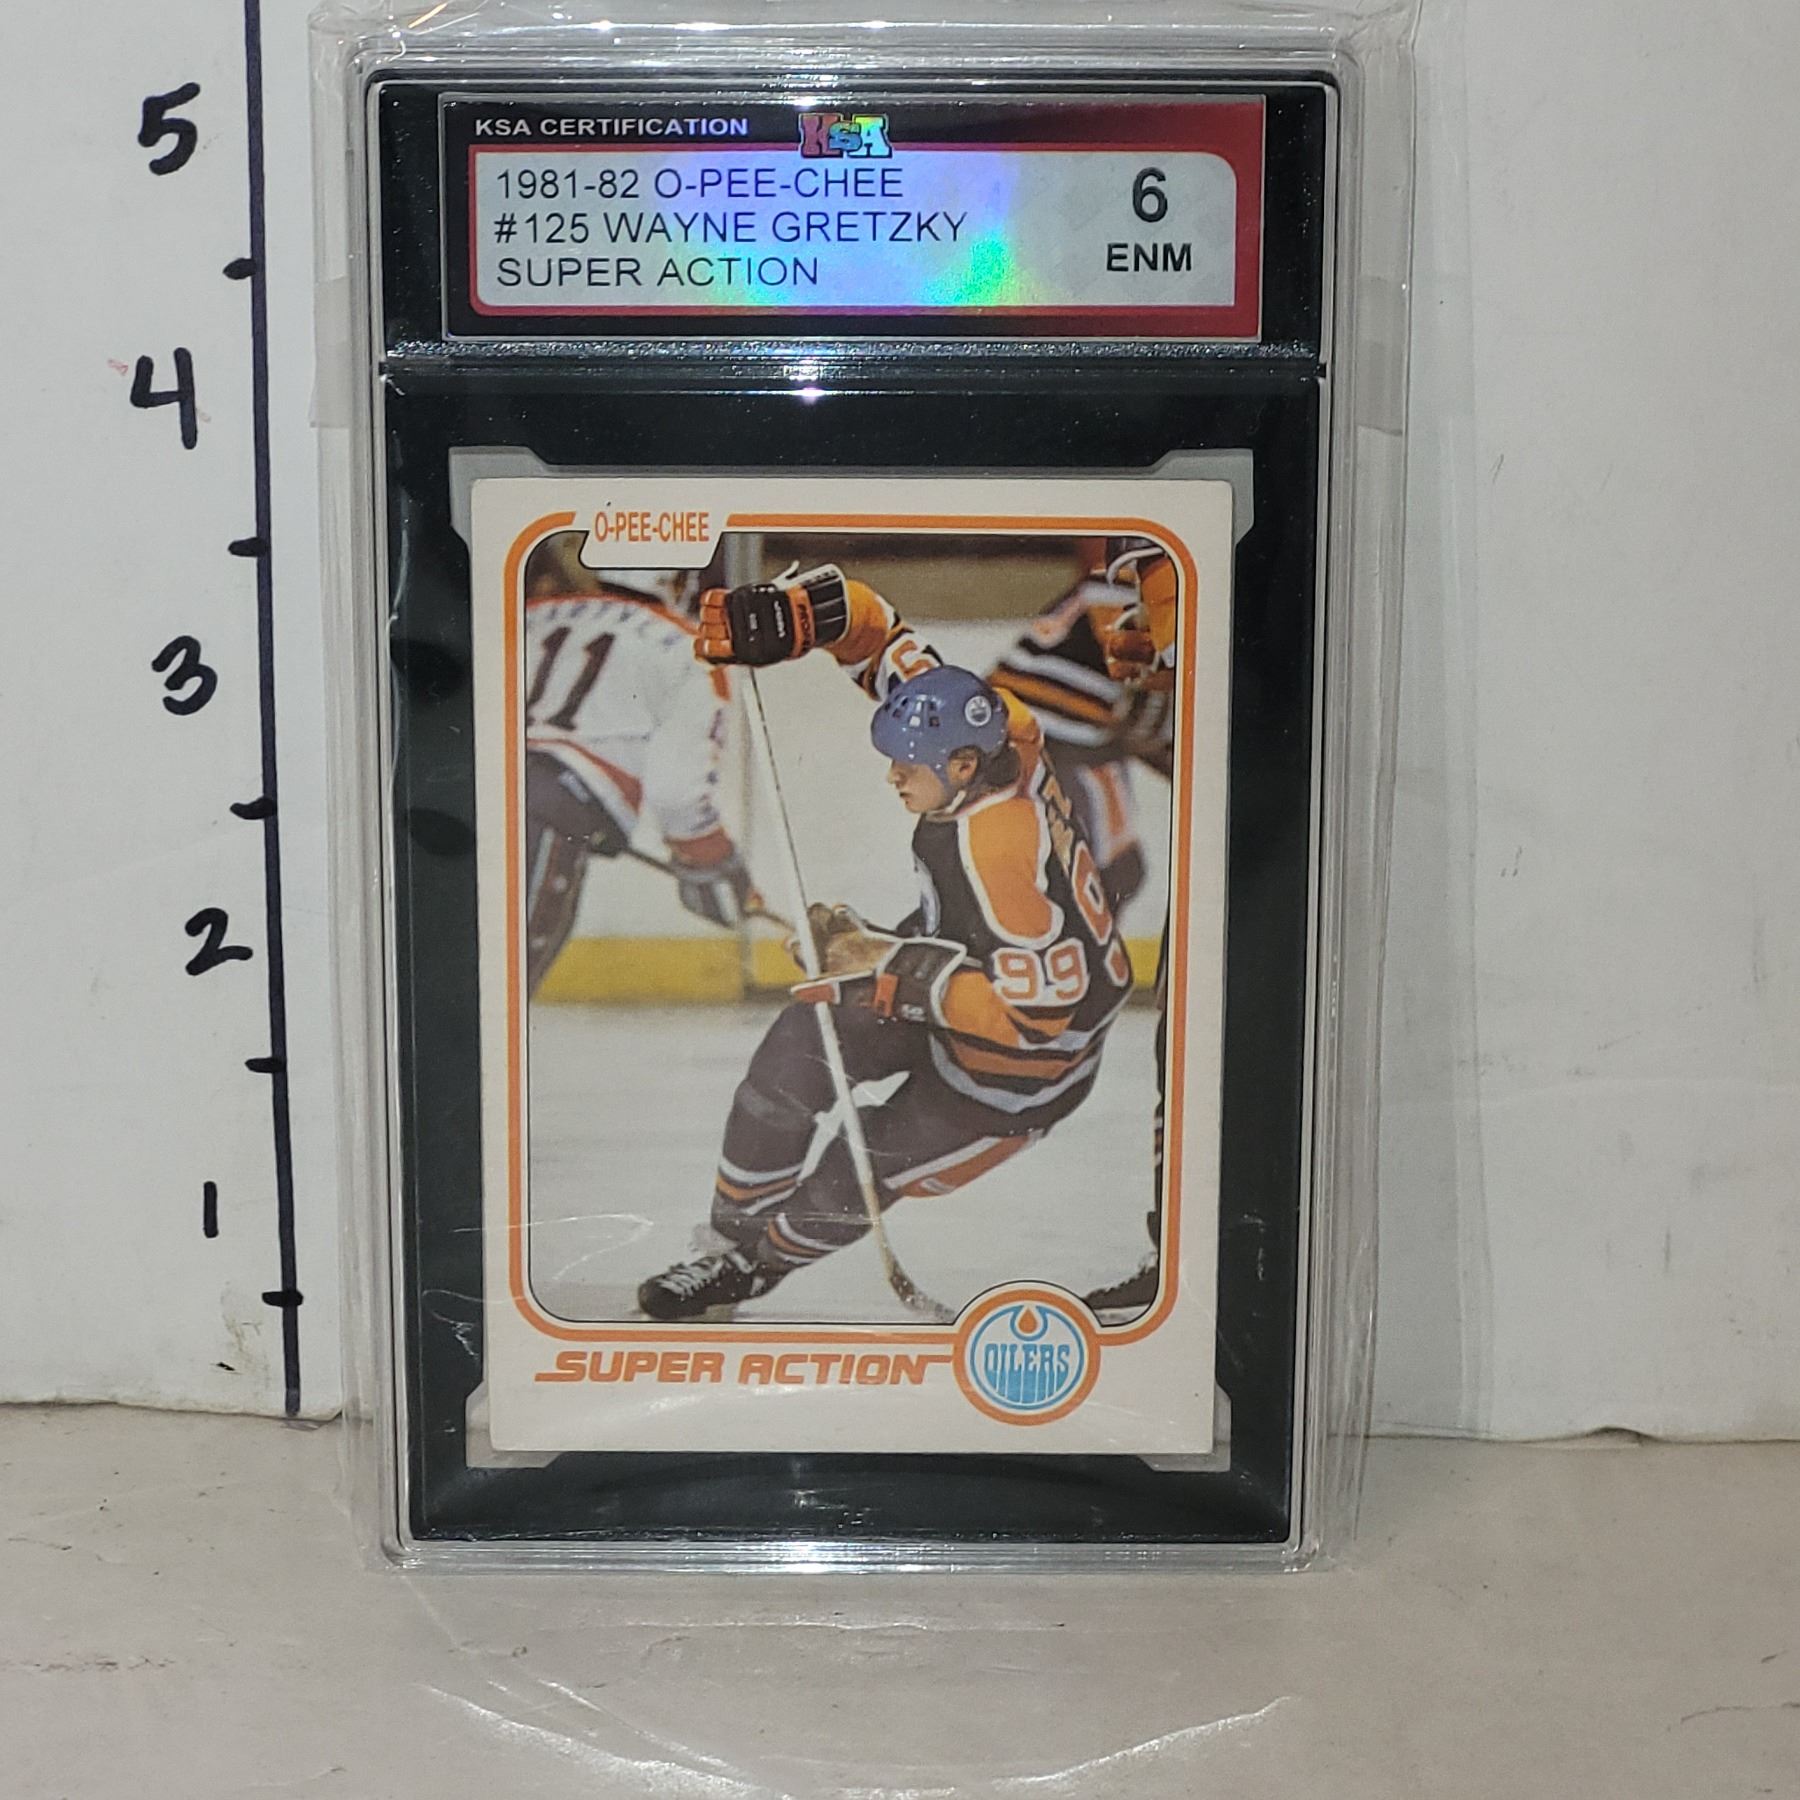 5
4
3
2
1
KSA CERTIFICATION
KSA
1981-82 O-PEE-CHEE
#125 WAYNE GRETZKY
SUPER ACTION
6
ENM
O-PEE-CHEE
11
99
9
SUPER ACTION
OILERS